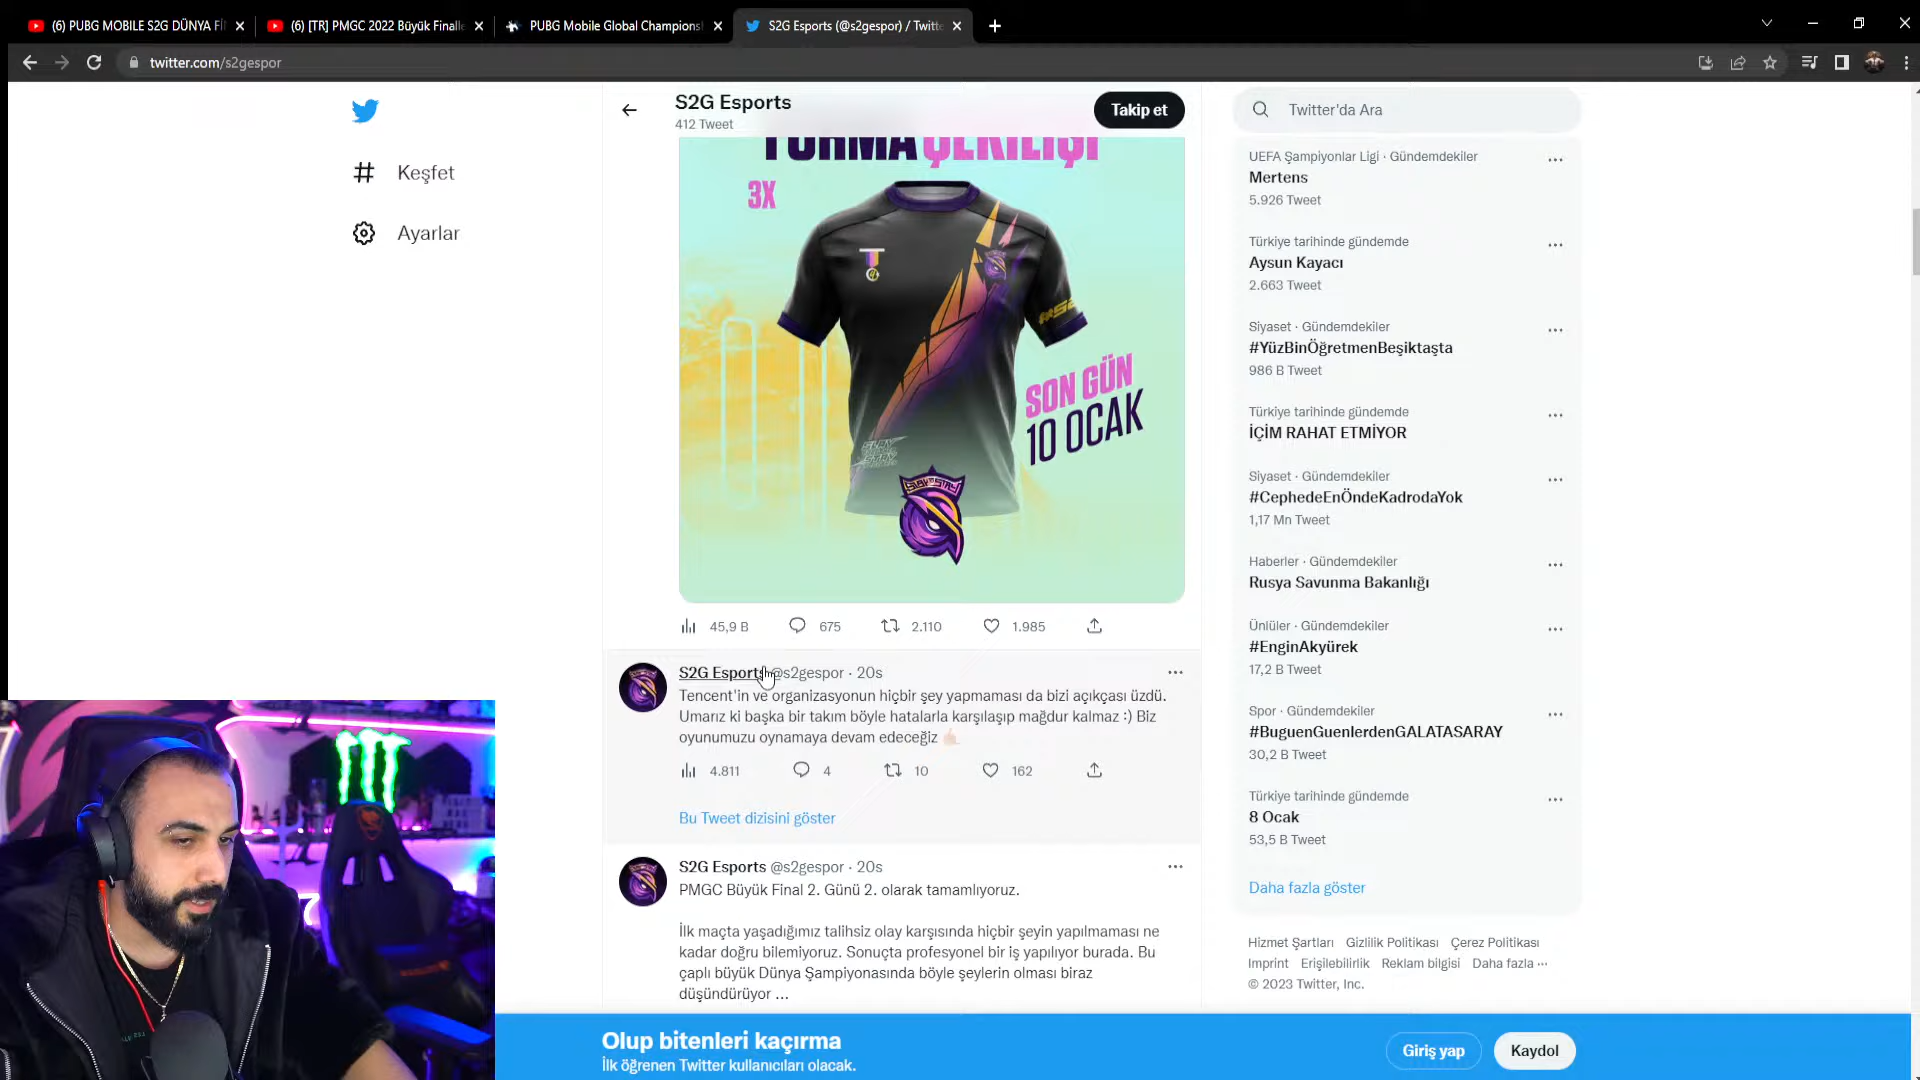 (6) PUBG MOBILE S2G DÜNYA Fİ
(6) [TR] PMGC 2022 Büyük Finalle
PUBG Mobile Global Champions
S2G Esports (@s2gespor) / Twitte
twitter.com/s2gespor
Keşfet
Ayarlar
S2G Esports
412 Tweet
Takip et
Twitter'da Ara
FORMA ÇEKİLİŞİ
3X
SON GÜN
10 OCAK
45,9 B
675
2.110
1.985
S2G Esports @s2gespor · 20s
Tencent'in ve organizasyonun hiçbir şey yapmaması da bizi açıkçası üzdü.
Umarız ki başka bir takım böyle hatalarla karşılaşıp mağdur kalmaz :) Biz
oyunumuzu oynamaya devam edeceğiz
4.811
4
10
162
Bu Tweet dizisini göster
S2G Esports @s2gespor · 20s
PMGC Büyük Final 2. Günü 2. olarak tamamlıyoruz.
İlk maçta yaşadığımız talihsiz olay karşısında hiçbir şeyin yapılmaması ne
kadar doğru bilemiyoruz. Sonuçta profesyonel bir iş yapılıyor burada. Bu
çaplı büyük Dünya Şampiyonasında böyle şeylerin olması biraz
düşündürüyor ...
UEFA Şampiyonlar Ligi · Gündemdekiler
Mertens
5.926 Tweet
Türkiye tarihinde gündemde
Aysun Kayacı
2.663 Tweet
Siyaset · Gündemdekiler
#YüzBinÖğretmenBeşiktaşta
986 B Tweet
Türkiye tarihinde gündemde
İÇİM RAHAT ETMİYOR
Siyaset · Gündemdekiler
#CephedeEnÖndeKadrodaYok
1,17 Mn Tweet
Haberler · Gündemdekiler
Rusya Savunma Bakanlığı
Ünlüler · Gündemdekiler
#EnginAkyürek
17,2 B Tweet
Spor · Gündemdekiler
#BuguenGuenlerdenGALATASARAY
30,2 B Tweet
Türkiye tarihinde gündemde
8 Ocak
53,5 B Tweet
Daha fazla göster
Hizmet Şartları Gizlilik Politikası Çerez Politikası
Imprint Erişilebilirlik Reklam bilgisi Daha fazla ···
© 2023 Twitter, Inc.
Olup bitenleri kaçırma
İlk öğrenen Twitter kullanıcıları olacak.
Giriş yap
Kaydol